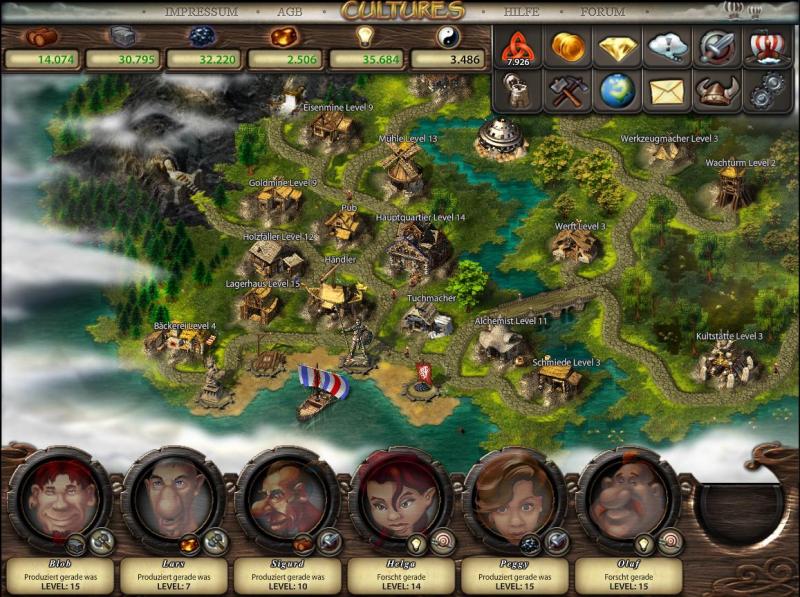 IMPRESSUM
AGB
CULTURES
HILFE
FORUM
14.074
30.795
32.220
2.506
35.684
3.486
7.926
Eisenmine Level 9
Mühle Level 13
Werkzeugmacher Level 3
Wachturm Level 2
Goldmine Level 9
Pub
Hauptquartier Level 14
Werft Level 3
Holzfäller Level 12
Händler
Lagerhaus Level 15
Tuchmacher
Bäckerei Level 4
Alchemist Level 11
Kultstätte Level 3
Schmiede Level 3
Blob
Produziert gerade was
LEVEL: 15
Lars
Produziert gerade was
LEVEL: 7
Sigurd
Produziert gerade was
LEVEL: 10
Helga
Forscht gerade
LEVEL: 14
Peggy
Produziert gerade was
LEVEL: 15
Olaf
Forscht gerade
LEVEL: 15